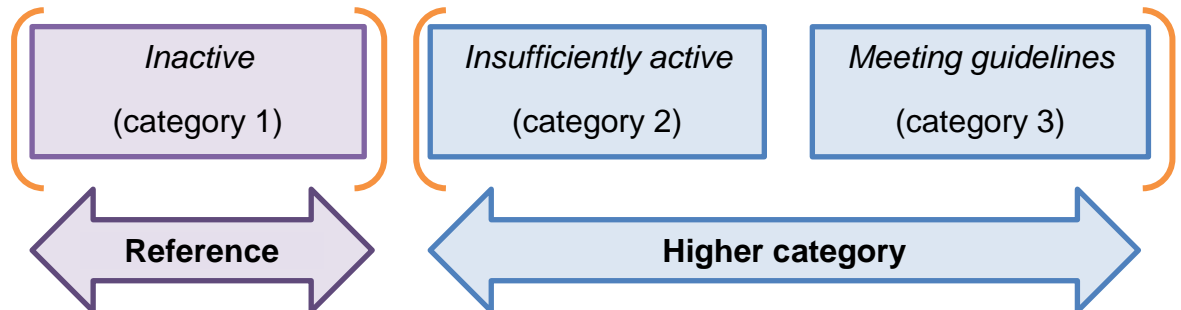 Inactive
(category 1)
Insufficiently active
(category 2)
Meeting guidelines
(category 3)
Reference
Higher category